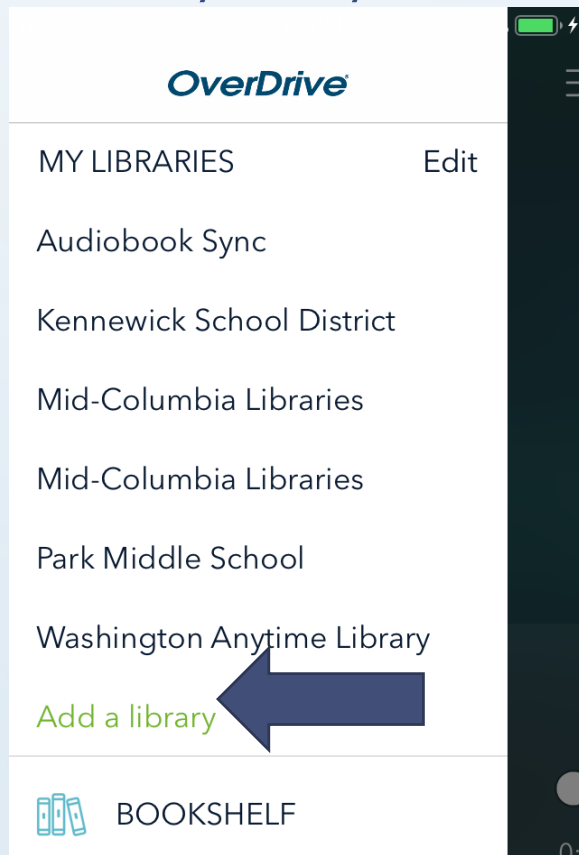 OverDrive
MY LIBRARIES Edit
Audiobook Sync
Kennewick School District
Mid-Columbia Libraries
Mid-Columbia Libraries
Park Middle School
Washington Anytime Library
Add a library
BOOKSHELF